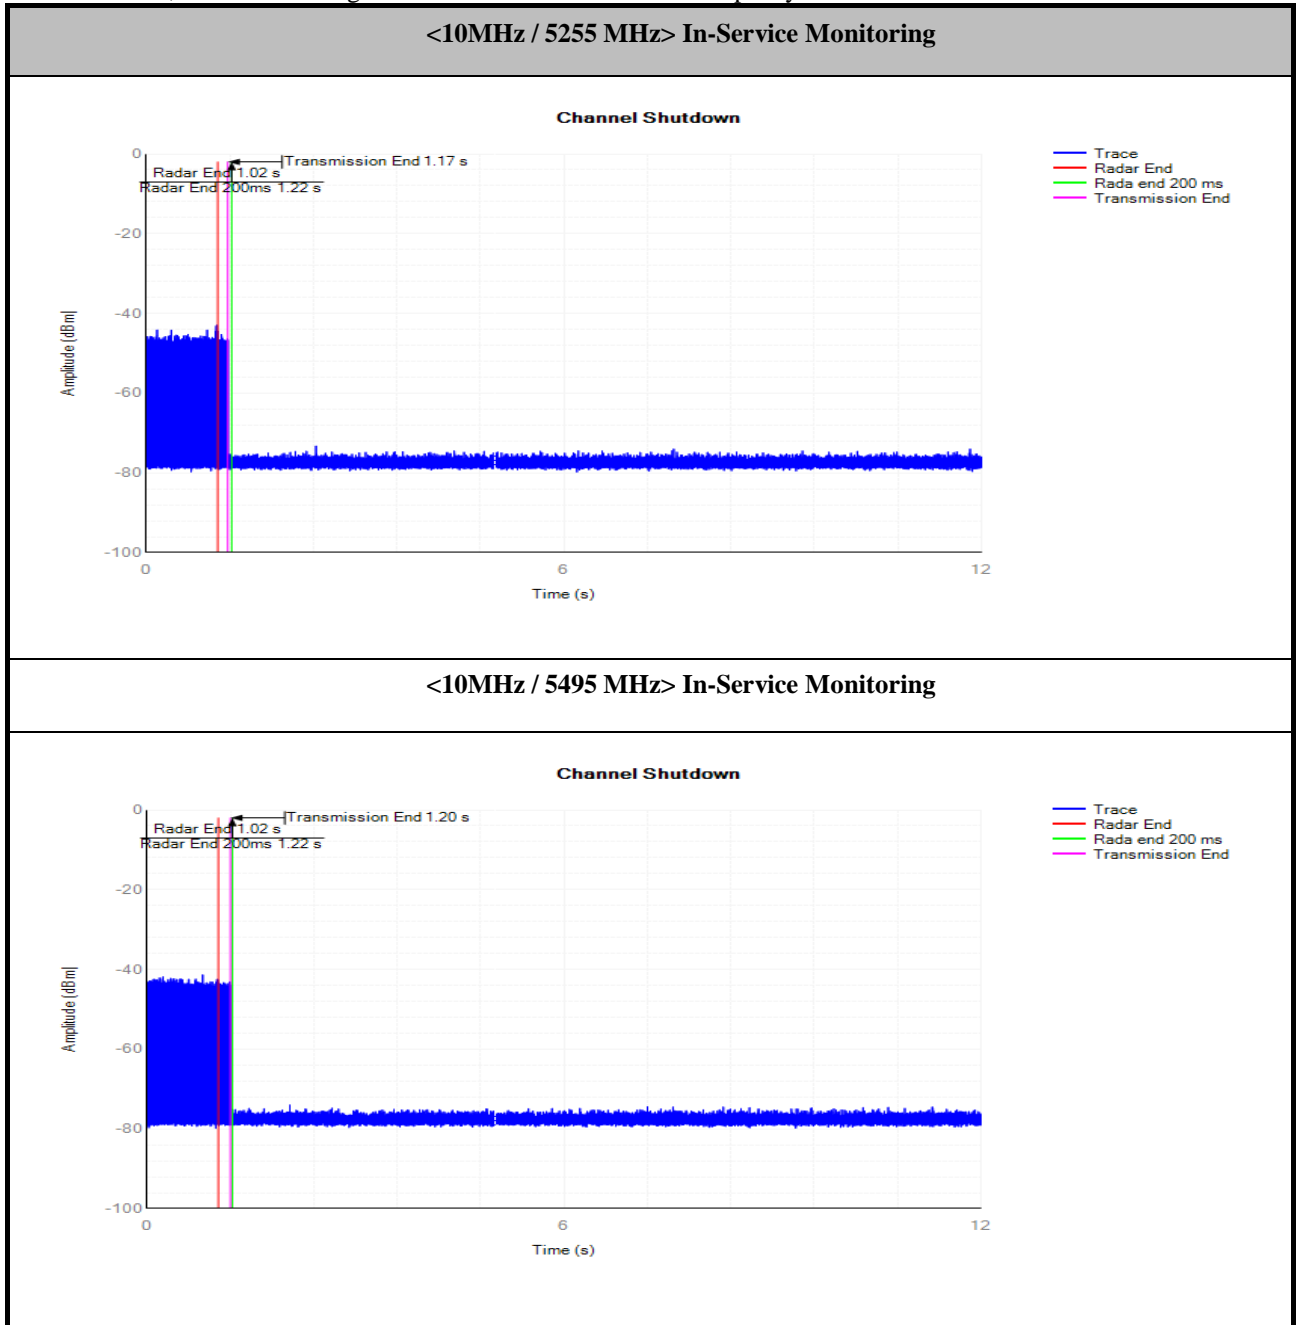 <10MHz / 5255 MHz> In-Service Monitoring
Channel Shutdown
Transmission End 1.17 s
Radar End 1.02 s
Radar End 200ms 1.22 s
Trace
Radar End
Rada end 200 ms
Transmission End
0
-20
-40
-60
-80
-100
Amplitude (dBm)
0 6 12
Time (s)
<10MHz / 5495 MHz> In-Service Monitoring
Channel Shutdown
Transmission End 1.20 s
Radar End 1.02 s
Radar End 200ms 1.22 s
Trace
Radar End
Rada end 200 ms
Transmission End
0
-20
-40
-60
-80
-100
Amplitude (dBm)
0 6 12
Time (s)